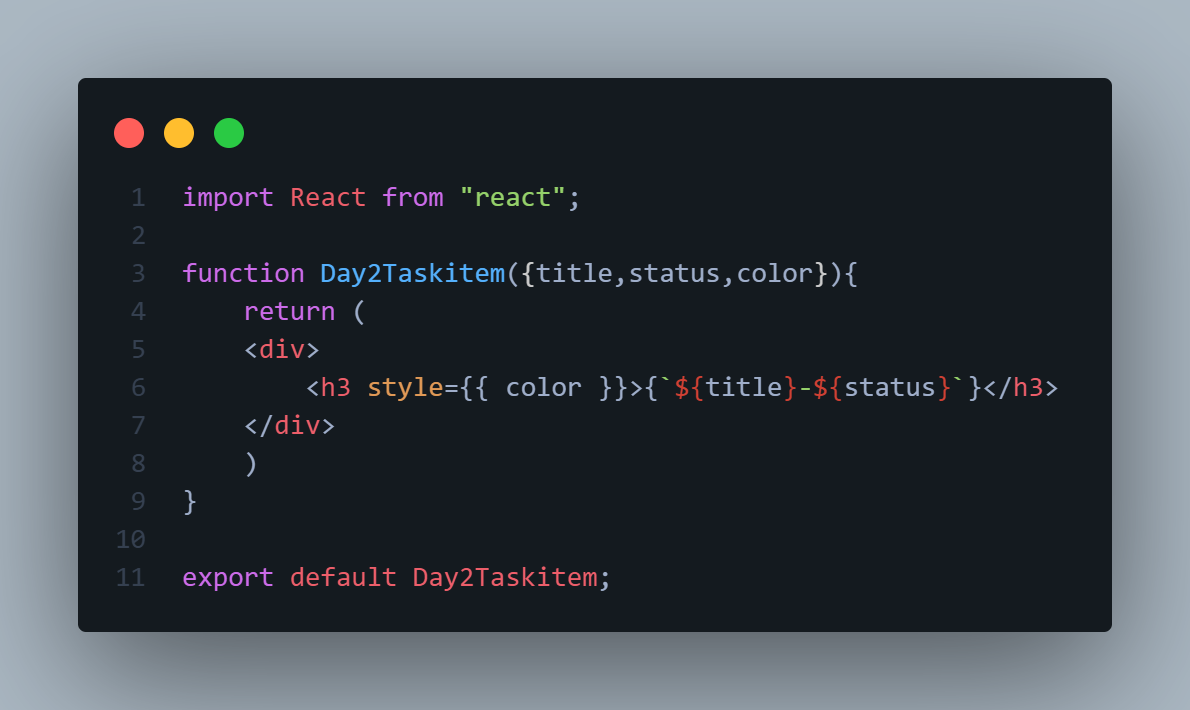 1 import React from "react";
2
3 function Day2Taskitem({title,status,color}){
4     return (
5     <div>
6         <h3 style={{ color }}>{`${title}-${status}`}</h3>
7     </div>
8     )
9 }
10
11 export default Day2Taskitem;